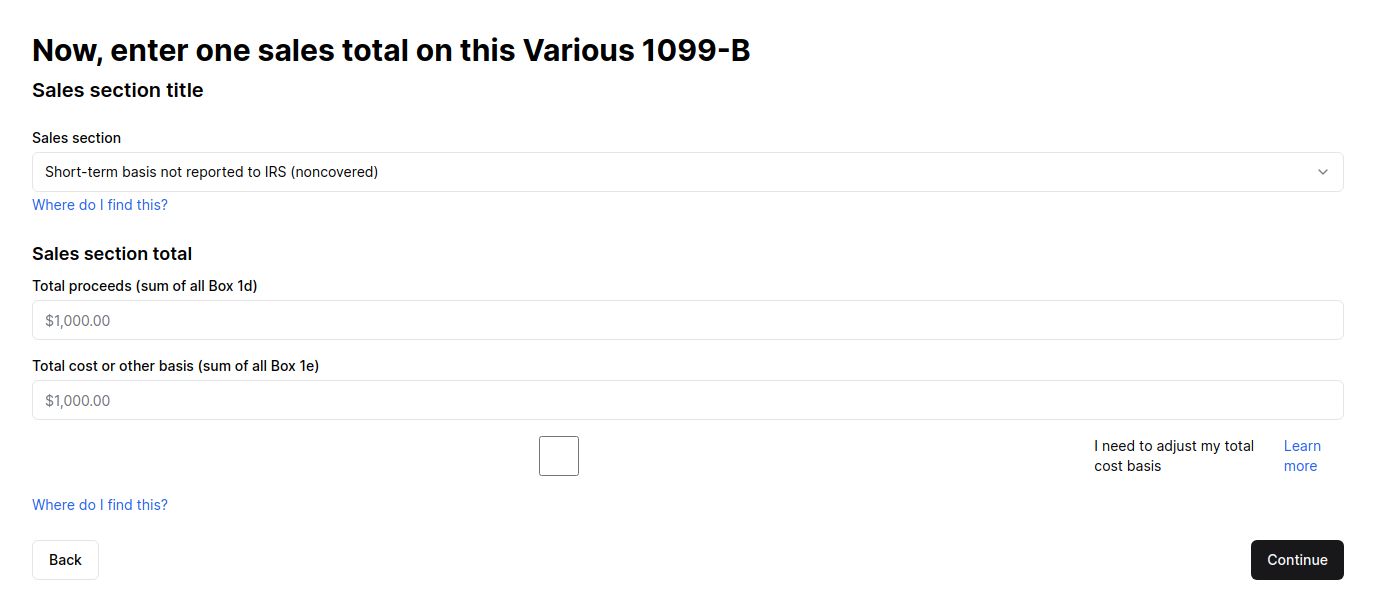 Now, enter one sales total on this Various 1099-B
Sales section title
Sales section
Short-term basis not reported to IRS (noncovered)
Where do I find this?
Sales section total
Total proceeds (sum of all Box 1d)
$1,000.00
Total cost or other basis (sum of all Box 1e)
$1,000.00
I need to adjust my total
cost basis
Learn
more
Where do I find this?
Back
Continue